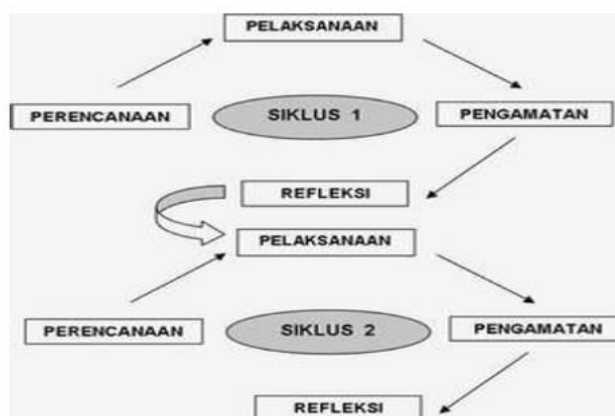 PELAKSANAAN
PERENCANAAN
SIKLUS 1
PENGAMATAN
REFLEKSI
PELAKSANAAN
PERENCANAAN
SIKLUS 2
PENGAMATAN
REFLEKSI